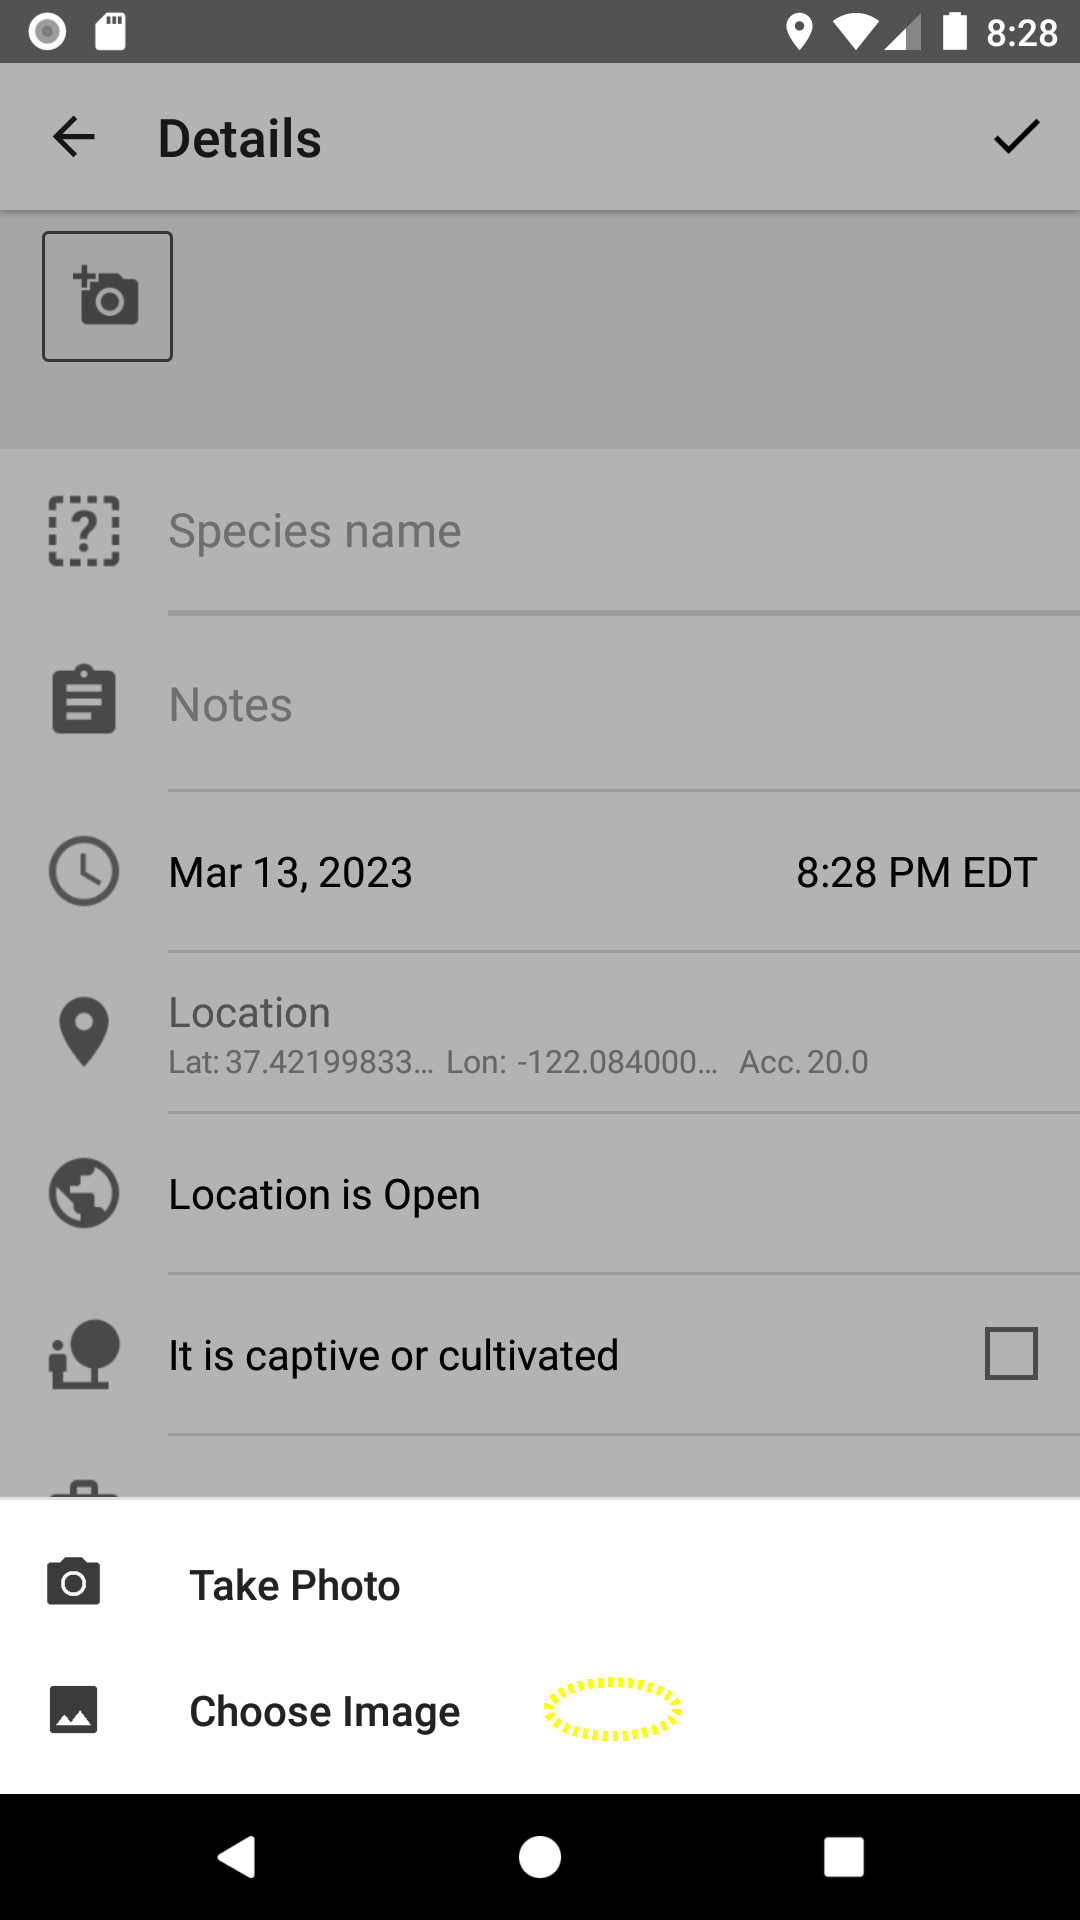 8:28
Details
Species name
Notes
Mar 13, 2023 8:28 PM EDT
Location
Lat: 37.42199833... Lon: -122.084000... Acc. 20.0
Location is Open
It is captive or cultivated
Take Photo
Choose Image